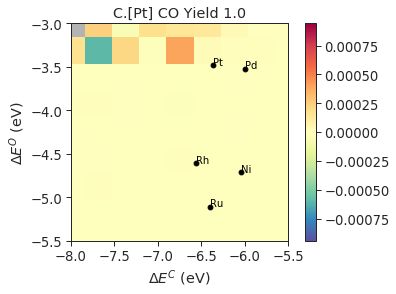 C.[Pt] CO Yield 1.0
−3.0
−3.5
−4.0
−4.5
−5.0
−5.5
ΔE^O (eV)
Pt
Pd
Rh
Ni
Ru
−8.0 −7.5 −7.0 −6.5 −6.0 −5.5
ΔE^C (eV)
0.00075
0.00050
0.00025
0.00000
−0.00025
−0.00050
−0.00075